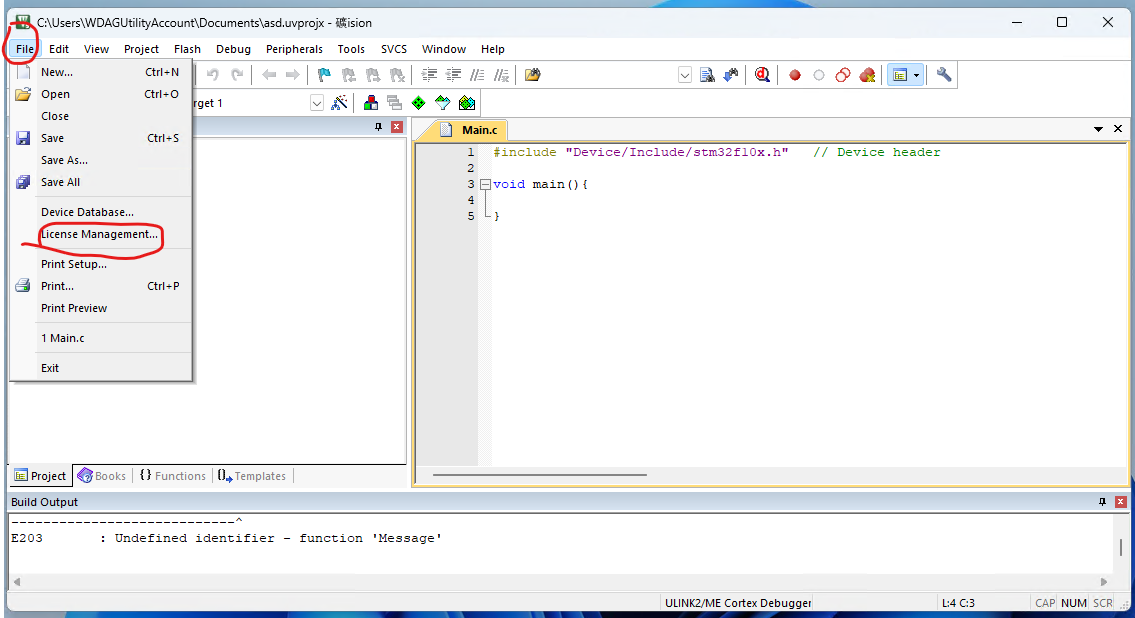 C:\Users\WDAGUtilityAccount\Documents\asd.uvprojx - 礦ision
File Edit View Project Flash Debug Peripherals Tools SVCS Window Help
New... Ctrl+N
Open Ctrl+O
rget 1
Close
Save Ctrl+S
Save As...
Save All
Device Database...
License Management...
Print Setup...
Print... Ctrl+P
Print Preview
1 Main.c
Exit
Main.c
1 #include "Device/Include/stm32f10x.h" // Device header
2
3 void main(){
4
5 }
Project Books {} Functions {} Templates
Build Output
----------------------------^
E203 : Undefined identifier - function 'Message'
ULINK2/ME Cortex Debugger L:4 C:3 CAP NUM SCR